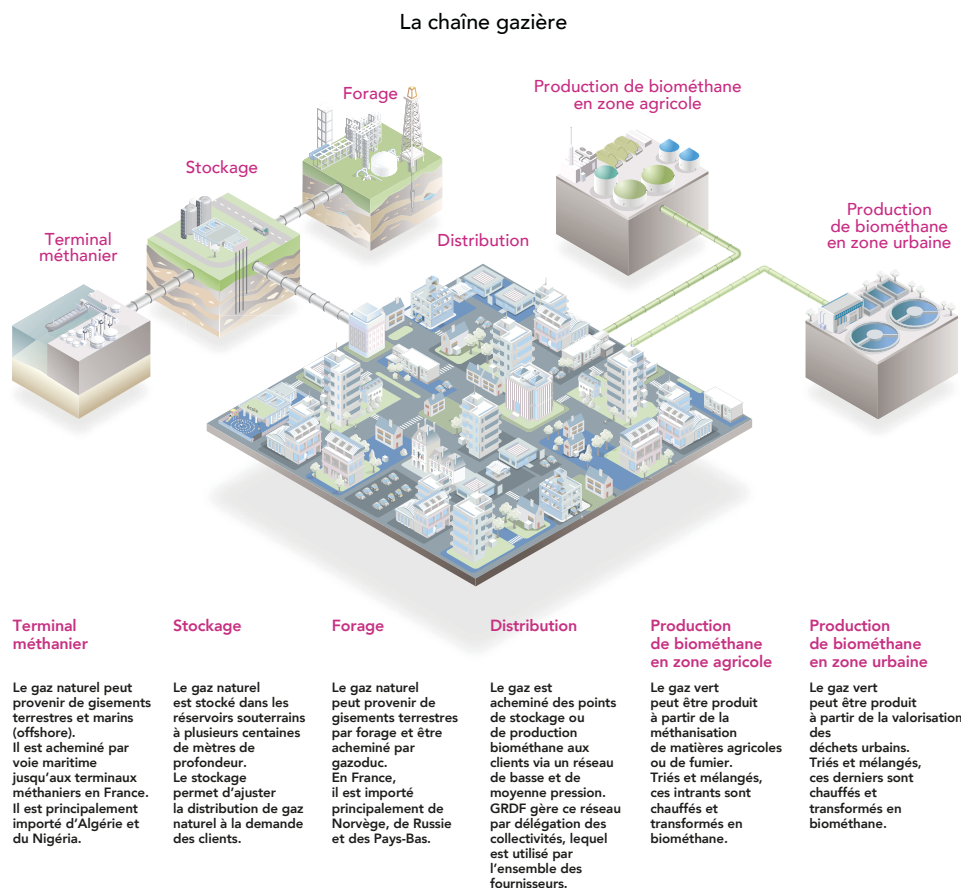 La chaîne gazière
Forage
Production de biométhane
en zone agricole
Stockage
Terminal
méthanier
Distribution
Production
de biométhane
en zone urbaine
Terminal
méthanier
Le gaz naturel peut
provenir de gisements
terrestres et marins
(offshore).
Il est acheminé par
voie maritime
jusqu'aux terminaux
méthaniers en France.
Il est principalement
importé d'Algérie et
du Nigéria.
Stockage
Le gaz naturel
est stocké dans les
réservoirs souterrains
à plusieurs centaines
de mètres de
profondeur.
Le stockage
permet d'ajuster
la distribution de gaz
naturel à la demande
des clients.
Forage
Le gaz naturel
peut provenir de
gisements terrestres
par forage et être
acheminé par
gazoduc.
En France,
il est importé
principalement de
Norvège, de Russie
et des Pays-Bas.
Distribution
Le gaz est
acheminé des points
de stockage ou
de production
biométhane aux
clients via un réseau
de basse et de
moyenne pression.
GRDF gère ce réseau
par délégation des
collectivités, lequel
est utilisé par
l'ensemble des
fournisseurs.
Production
de biométhane
en zone agricole
Le gaz vert
peut être produit
à partir de la
méthanisation
de matières agricoles
ou de fumier.
Triés et mélangés,
ces intrants sont
chauffés et
transformés en
biométhane.
Production
de biométhane
en zone urbaine
Le gaz vert
peut être produit
à partir de la valorisation
des
déchets urbains.
Triés et mélangés,
ces derniers sont
chauffés et
transformés en
biométhane.